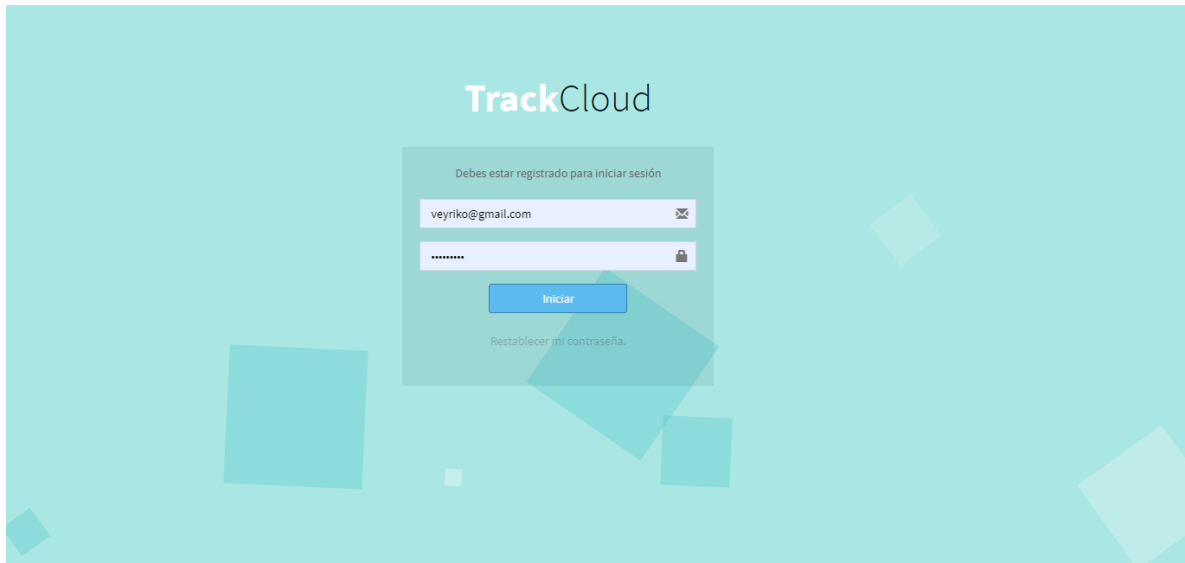 TrackCloud
Debes estar registrado para iniciar sesión
veyriko@gmail.com
•••••••••
Iniciar
Restablecer mi contraseña.